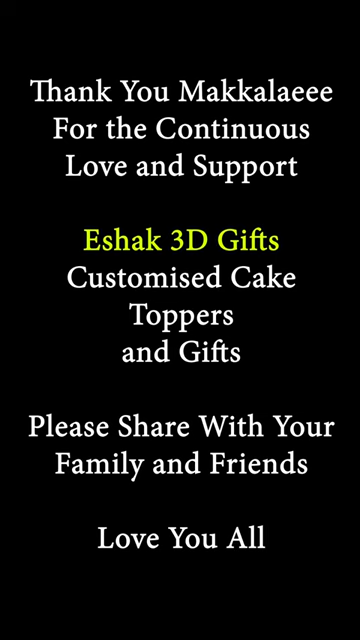 Thank You Makkalaeee
For the Continuous
Love and Support
Eshak 3D Gifts
Customised Cake
Toppers
and Gifts
Please Share With Your
Family and Friends
Love You All